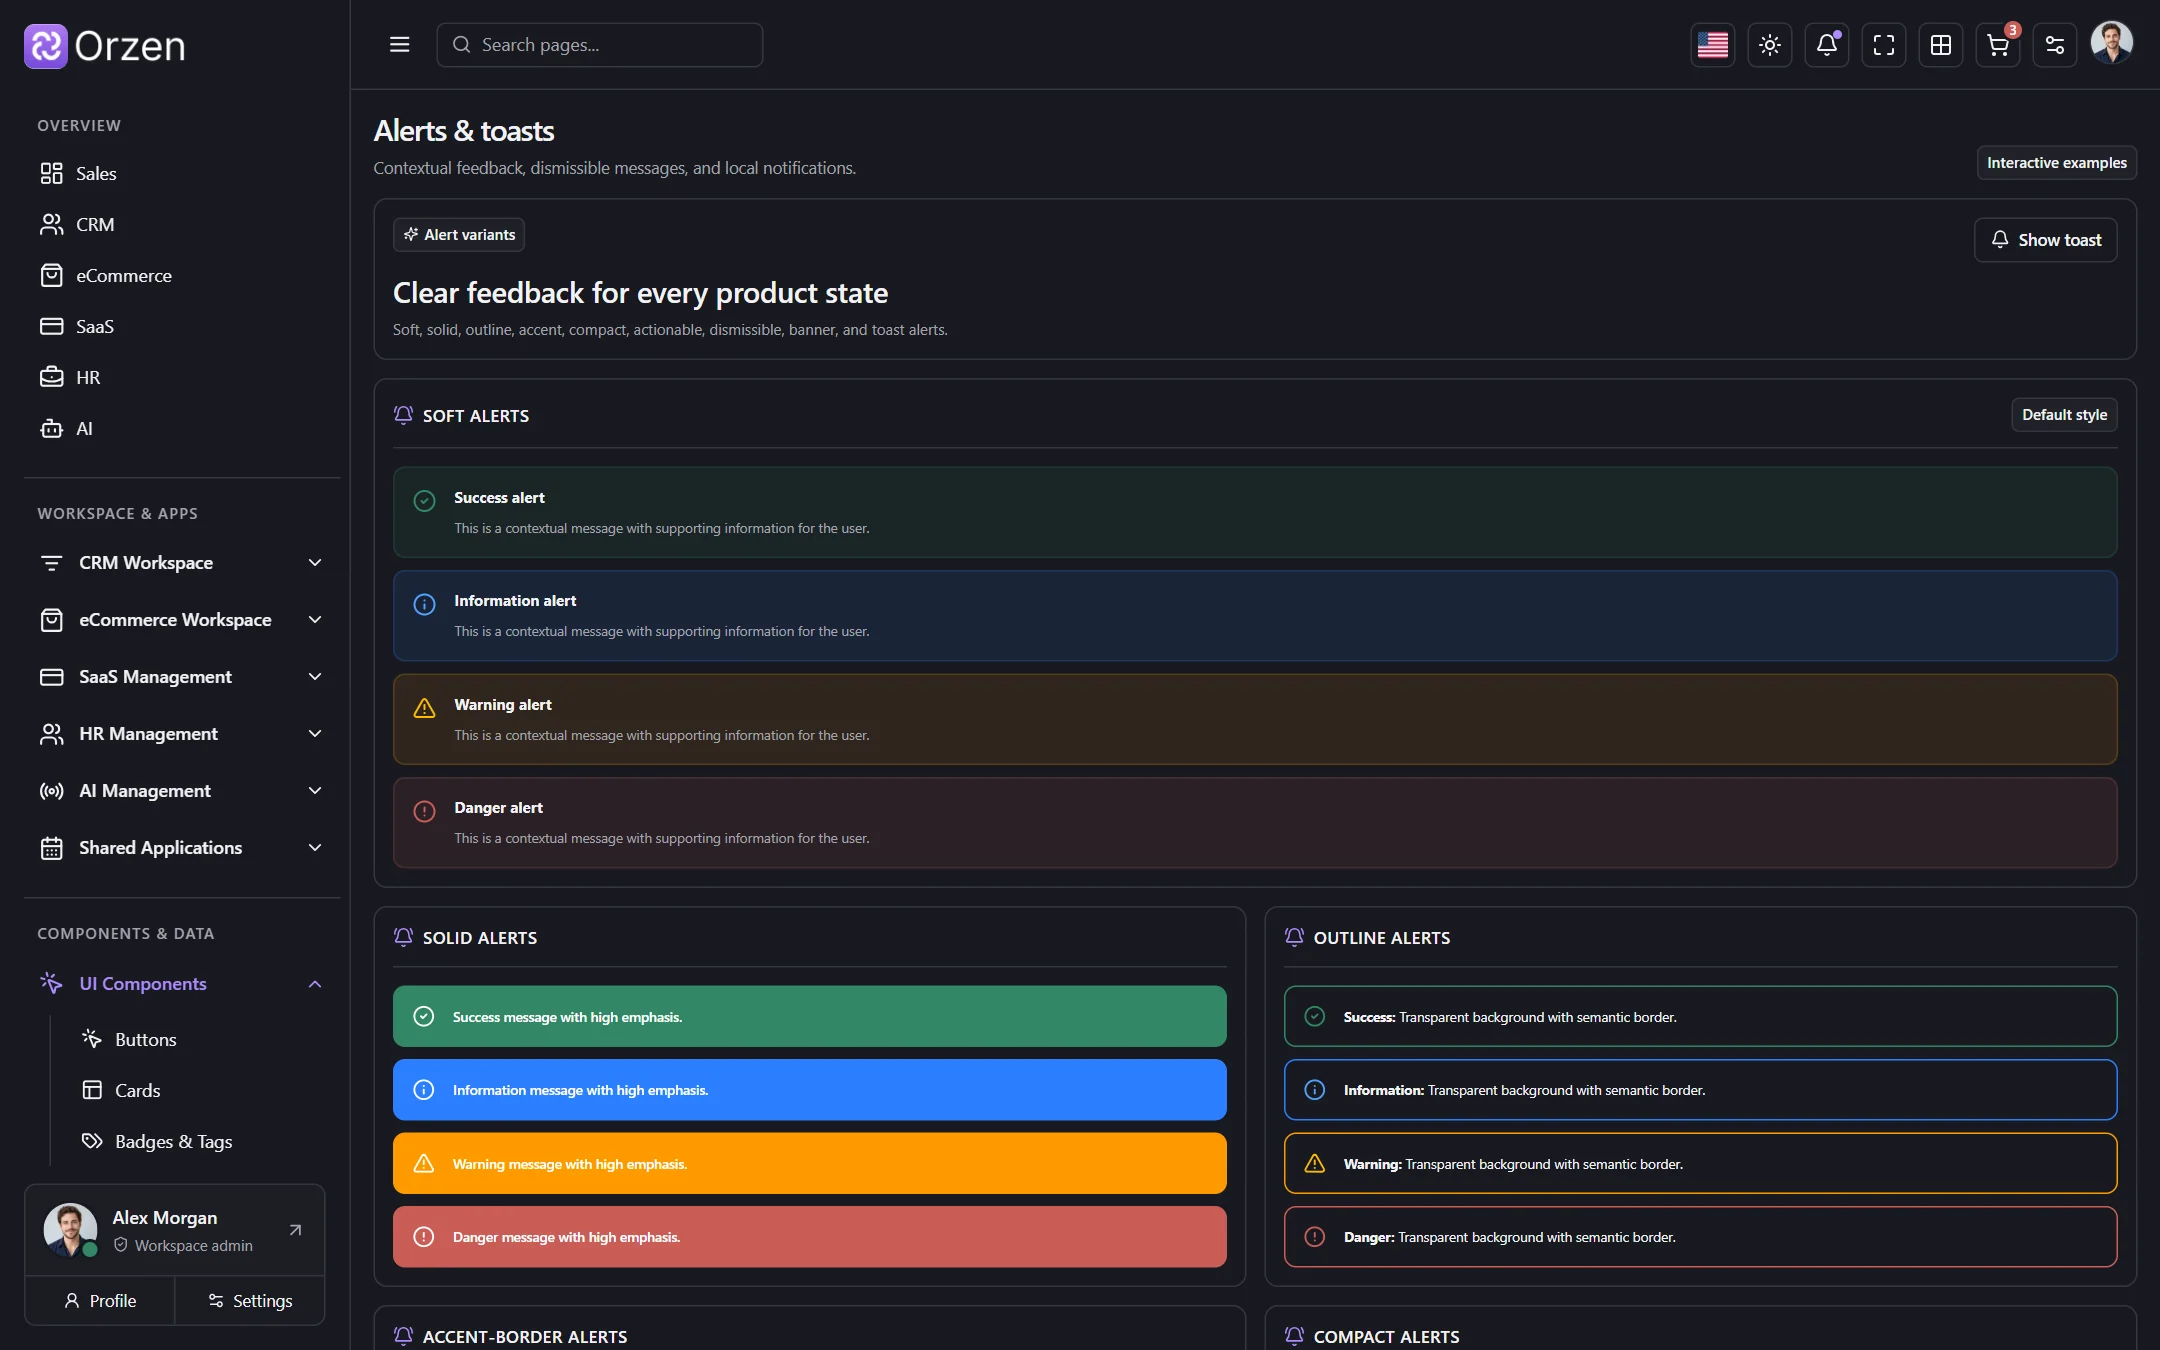 Orzen
OVERVIEW
Sales
CRM
eCommerce
SaaS
HR
AI
WORKSPACE & APPS
CRM Workspace
eCommerce Workspace
SaaS Management
HR Management
AI Management
Shared Applications
COMPONENTS & DATA
UI Components
Buttons
Cards
Badges & Tags
Alex Morgan
Workspace admin
Profile
Settings
Search pages...
3
Alerts & toasts
Contextual feedback, dismissible messages, and local notifications.
Interactive examples
Alert variants
Show toast
Clear feedback for every product state
Soft, solid, outline, accent, compact, actionable, dismissible, banner, and toast alerts.
SOFT ALERTS
Default style
Success alert
This is a contextual message with supporting information for the user.
Information alert
This is a contextual message with supporting information for the user.
Warning alert
This is a contextual message with supporting information for the user.
Danger alert
This is a contextual message with supporting information for the user.
SOLID ALERTS
Success message with high emphasis.
Information message with high emphasis.
Warning message with high emphasis.
Danger message with high emphasis.
OUTLINE ALERTS
Success: Transparent background with semantic border.
Information: Transparent background with semantic border.
Warning: Transparent background with semantic border.
Danger: Transparent background with semantic border.
ACCENT-BORDER ALERTS
COMPACT ALERTS